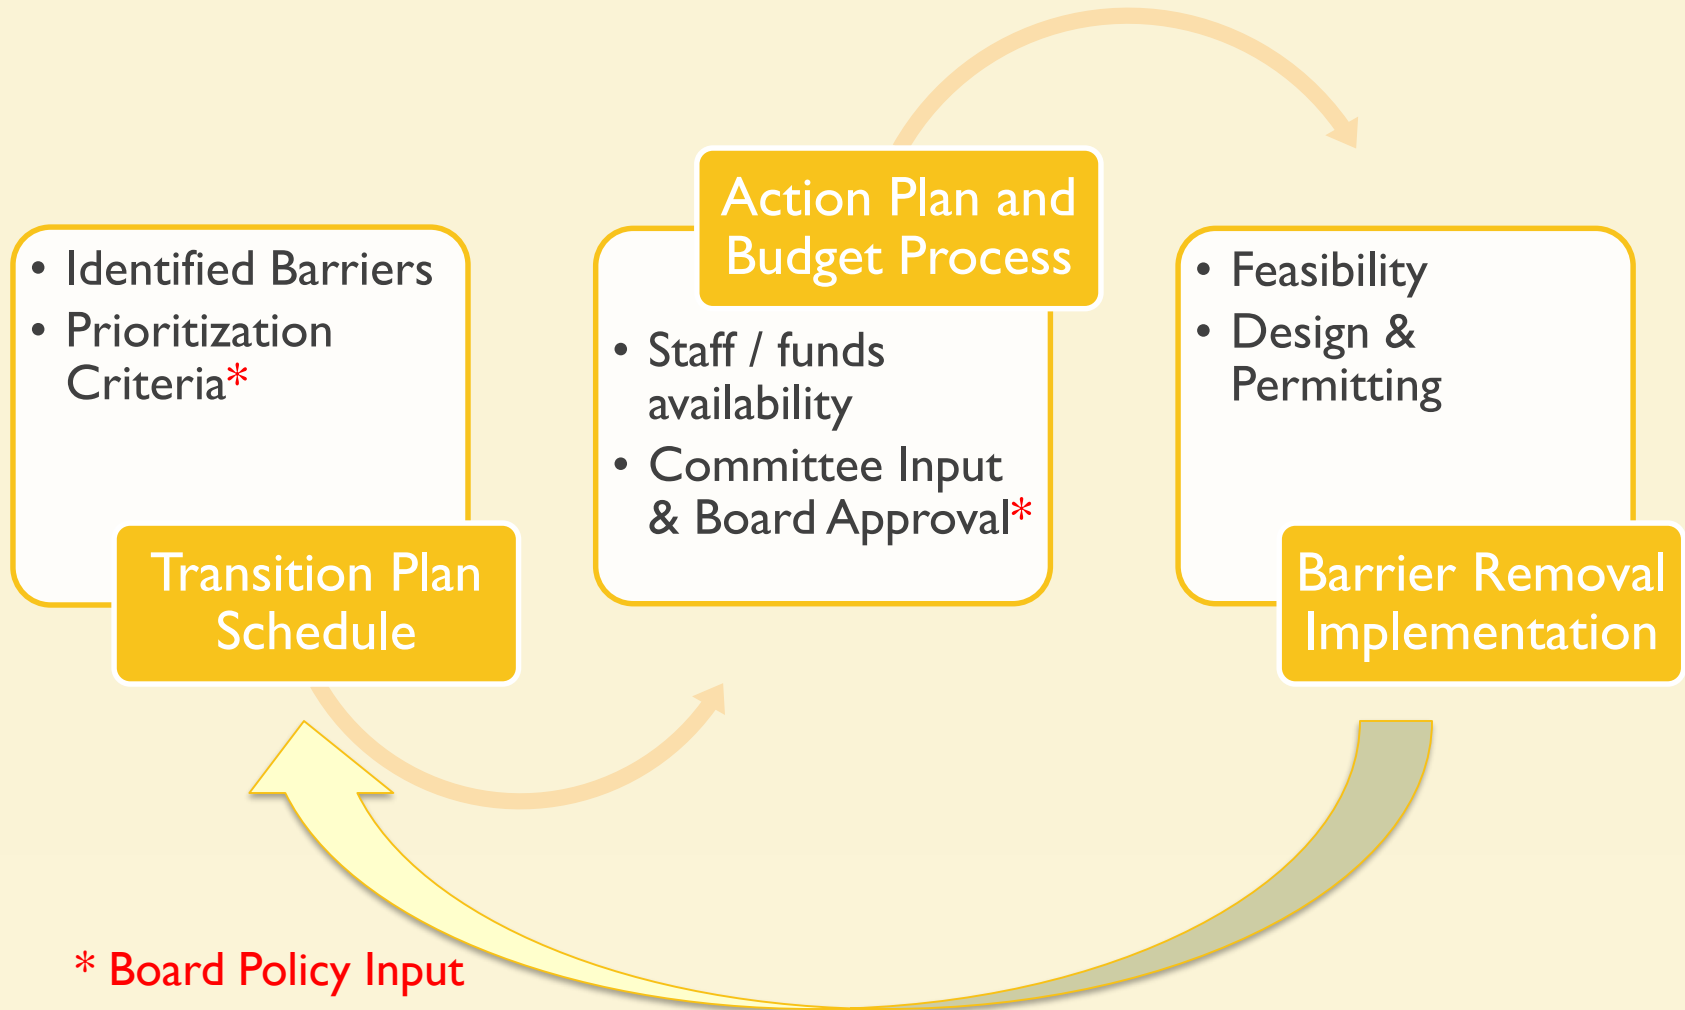 • Identified Barriers
• Prioritization
Criteria*
Transition Plan
Schedule
Action Plan and
Budget Process
• Staff / funds
availability
• Committee Input
& Board Approval*
• Feasibility
• Design &
Permitting
Barrier Removal
Implementation
* Board Policy Input